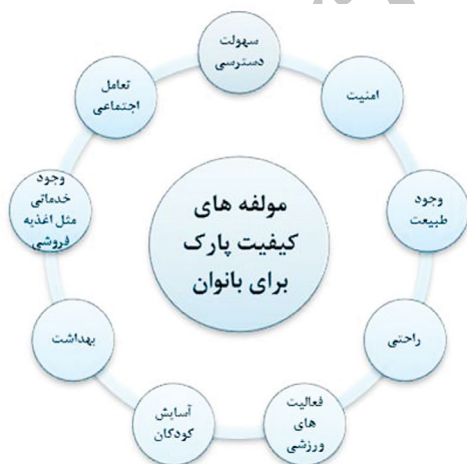 سهولت
دسترسی
امنیت
وجود
طبیعت
راحتی
فعالیت
های
ورزشی
آسایش
کودکان
بهداشت
وجود
خدماتی
مثل اغذیه
فروشی
تعامل
اجتماعی
مولفه های
کیفیت پارک
برای بانوان